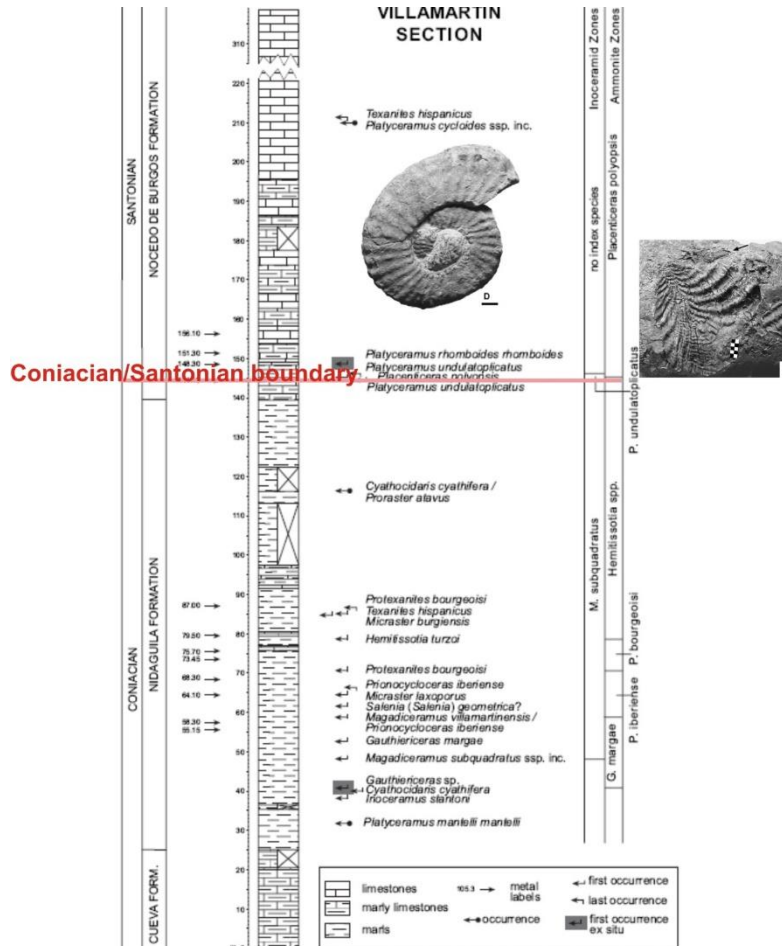 VILLAMARTIN
SECTION
Inoceramid Zones
Ammonite Zones
SANTONIAN
NOCEDO DE BURGOS FORMATION
CONIACIAN
NIDAGUILA FORMATION
CUEVA FORM.
310
220
210
200
190
180
170
160
150
140
130
120
110
100
90
80
70
60
50
40
30
20
10
156.10
151.30
148.30
87.00
79.50
75.70
73.45
68.30
64.10
58.30
55.15
Texanites hispanicus
Platyceramus cycloides ssp. inc.
D
Platyceramus rhomboides rhomboides
Platyceramus undulatoplicatus
Placenticeras polyopsis
Coniacian/Santonian boundary
Platyceramus undulatoplicatus
Cyathocidaris cyathifera /
Proraster atavus
Protexanites bourgeoisi
Texanites hispanicus
Micraster burgiensis
Hemitissotia turzoi
Protexanites bourgeoisi
Prionocycloceras iberiense
Micraster laxoporus
Salenia (Salenia) geometrica?
Magadiceramus villamartinensis /
Prionocycloceras iberiense
Gauthiericeras margae
Magadiceramus subquadratus ssp. inc.
Gauthiericeras sp.
Cyathocidaris cyathifera
Inoceramus stantoni
Platyceramus mantelli mantelli
no index species
Placenticeras polyopsis
P. undulatoplicatus
M. subquadratus
Hemitissotia spp.
P. bourgeoisi
P. iberiense
G. margae
limestones
marly limestones
marls
105.3
metal
labels
occurrence
first occurrence
last occurrence
first occurrence
ex situ